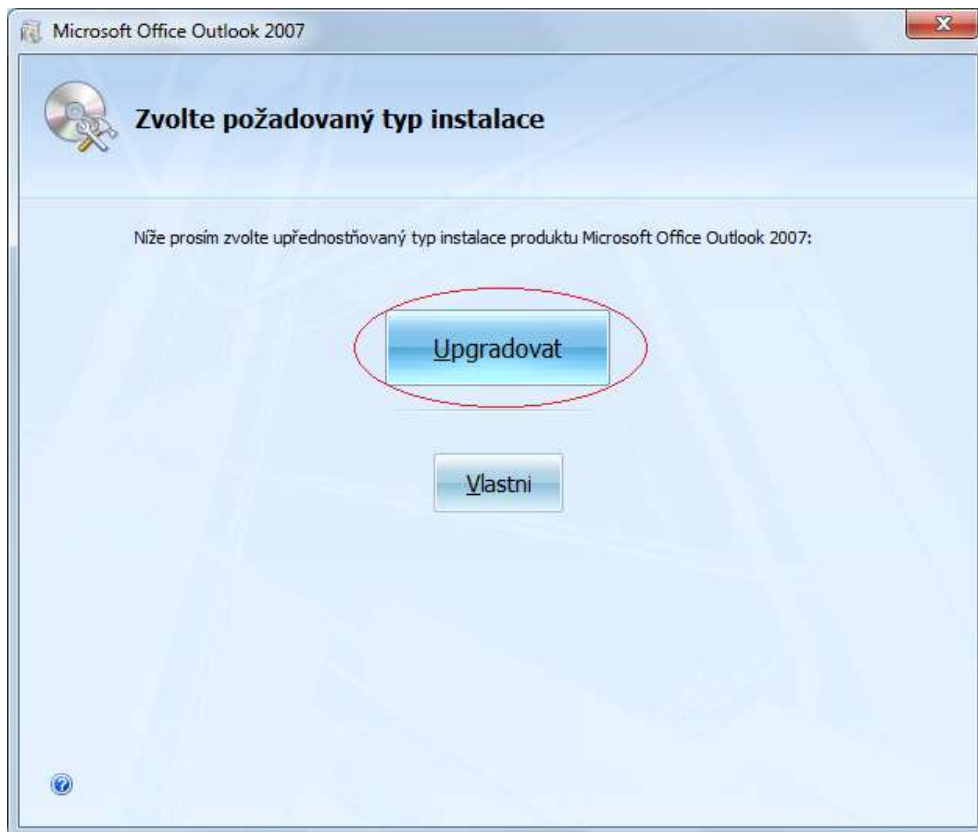 Microsoft Office Outlook 2007
Zvolte požadovaný typ instalace
Níže prosím zvolte upřednostňovaný typ instalace produktu Microsoft Office Outlook 2007:
Upgradovat
Vlastni